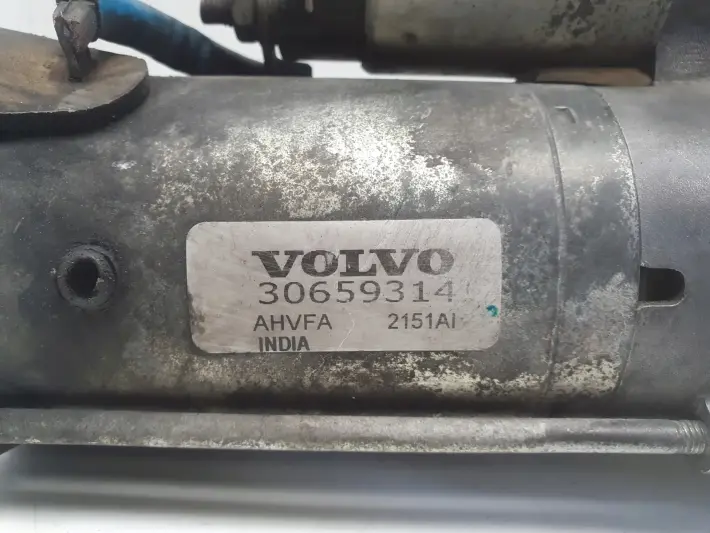 VOLVO
30659314
AHVFA 2151AI
INDIA